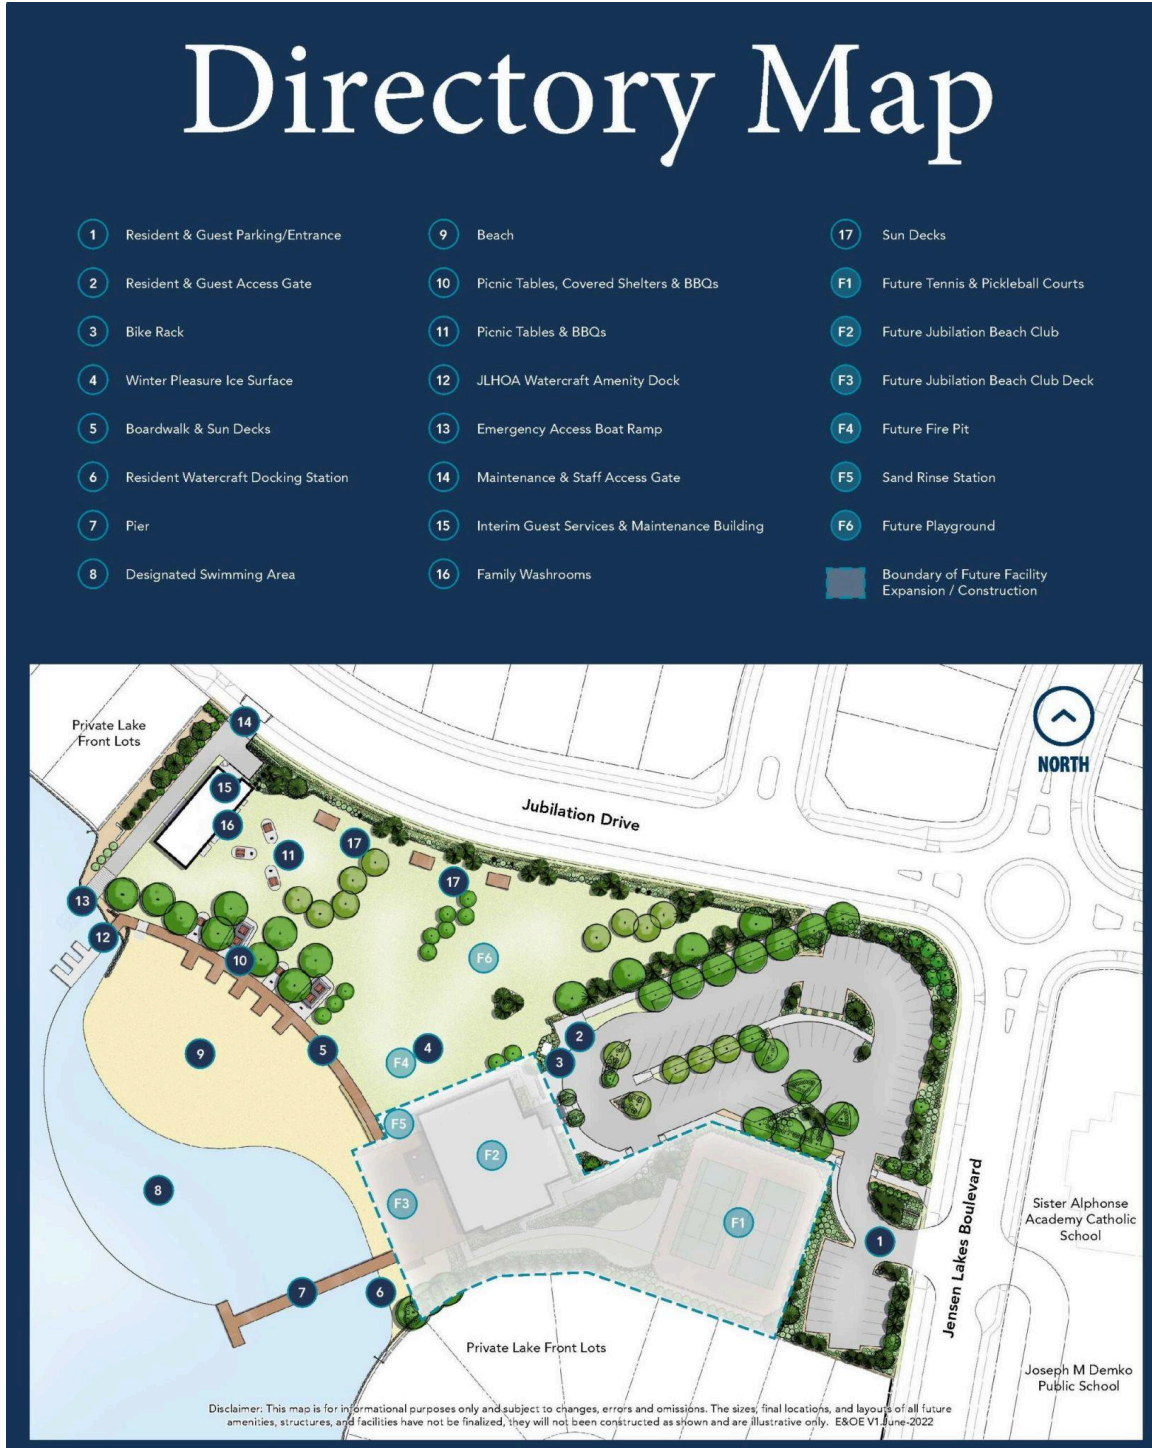 Directory Map
1 Resident & Guest Parking/Entrance
2 Resident & Guest Access Gate
3 Bike Rack
4 Winter Pleasure Ice Surface
5 Boardwalk & Sun Decks
6 Resident Watercraft Docking Station
7 Pier
8 Designated Swimming Area
9 Beach
10 Picnic Tables, Covered Shelters & BBQs
11 Picnic Tables & BBQs
12 JLHOA Watercraft Amenity Dock
13 Emergency Access Boat Ramp
14 Maintenance & Staff Access Gate
15 Interim Guest Services & Maintenance Building
16 Family Washrooms
17 Sun Decks
F1 Future Tennis & Pickleball Courts
F2 Future Jubilation Beach Club
F3 Future Jubilation Beach Club Deck
F4 Future Fire Pit
F5 Sand Rinse Station
F6 Future Playground
Boundary of Future Facility
Expansion / Construction
Private Lake
Front Lots
14
NORTH
15
Jubilation Drive
16
17
11
17
13
12
10
F6
2
4
5
9
F4
3
F5
F2
8
F3
Sister Alphonse
Academy Catholic
School
F1
1
Jensen Lakes Boulevard
7
6
Private Lake Front Lots
Joseph M Demko
Public School
Disclaimer: This map is for informational purposes only and subject to changes, errors and omissions. The sizes, final locations, and layouts of all future
amenities, structures, and facilities have not be finalized, they will not been constructed as shown and are illustrative only. E&OE V1.June-2022